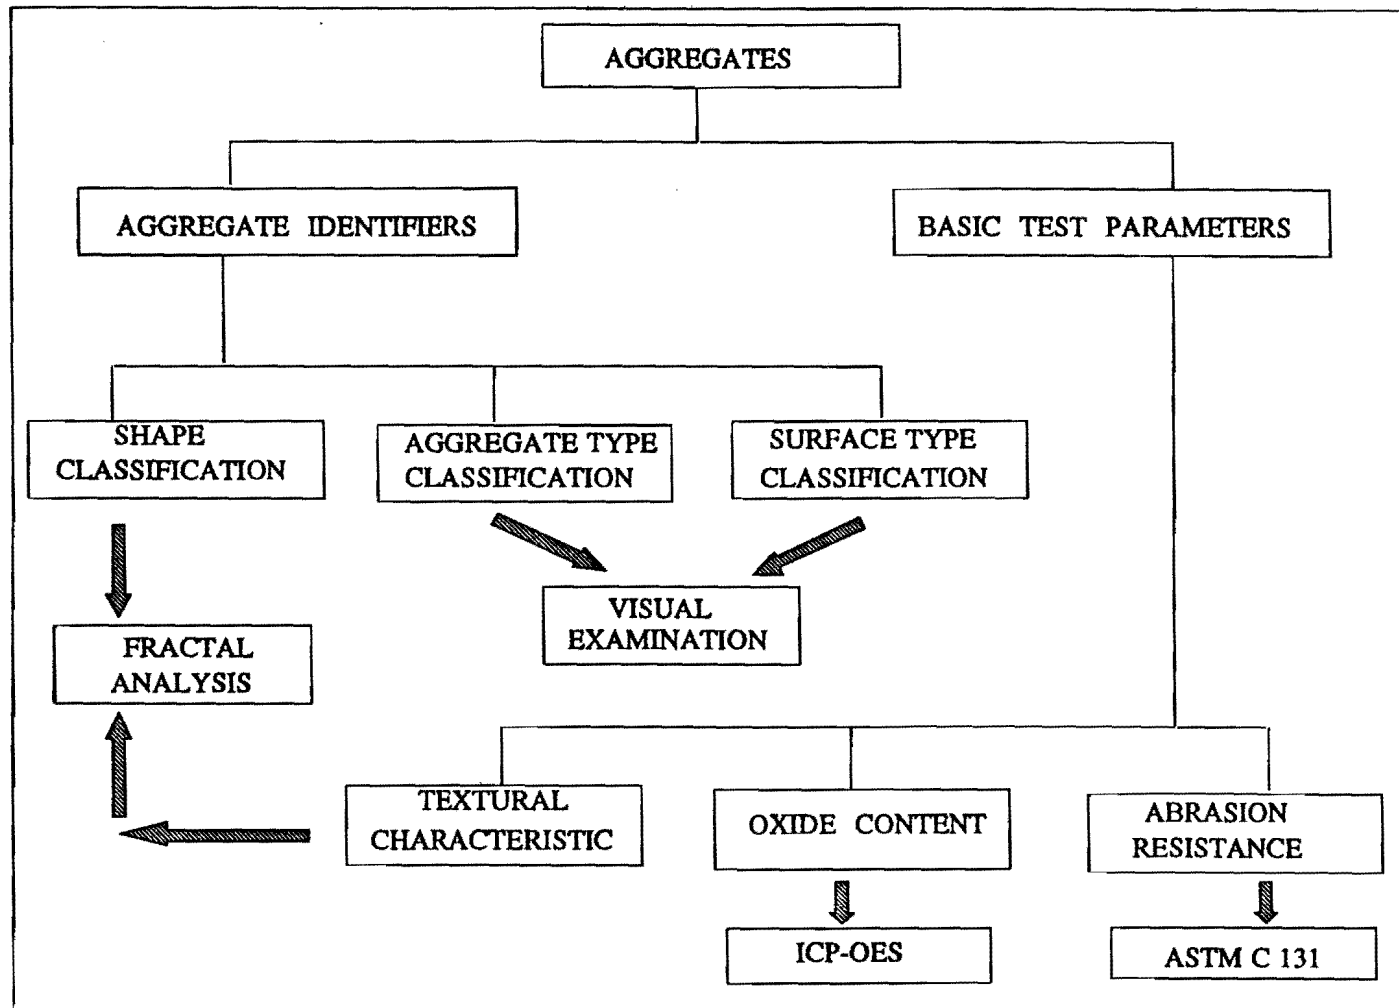 AGGREGATES
AGGREGATE IDENTIFIERS
BASIC TEST PARAMETERS
SHAPE
CLASSIFICATION
AGGREGATE TYPE
CLASSIFICATION
SURFACE TYPE
CLASSIFICATION
VISUAL
EXAMINATION
FRACTAL
ANALYSIS
TEXTURAL
CHARACTERISTIC
OXIDE CONTENT
ABRASION
RESISTANCE
ICP-OES
ASTM C 131